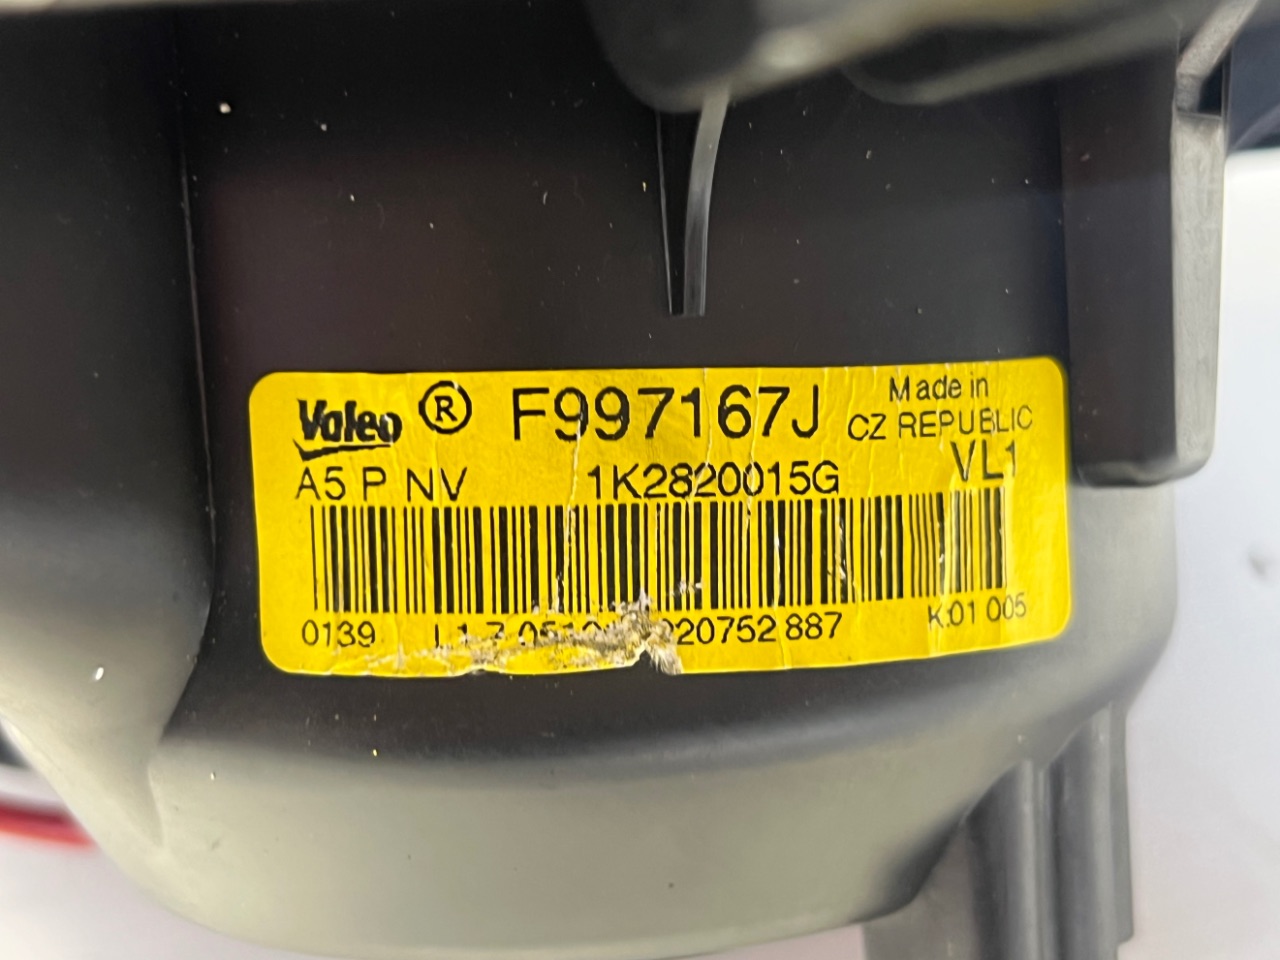 Valeo ® F997167J Made in
CZ REPUBLIC
A5 P NV 1K2820015G VL1
0139 20752 887 K.01 005